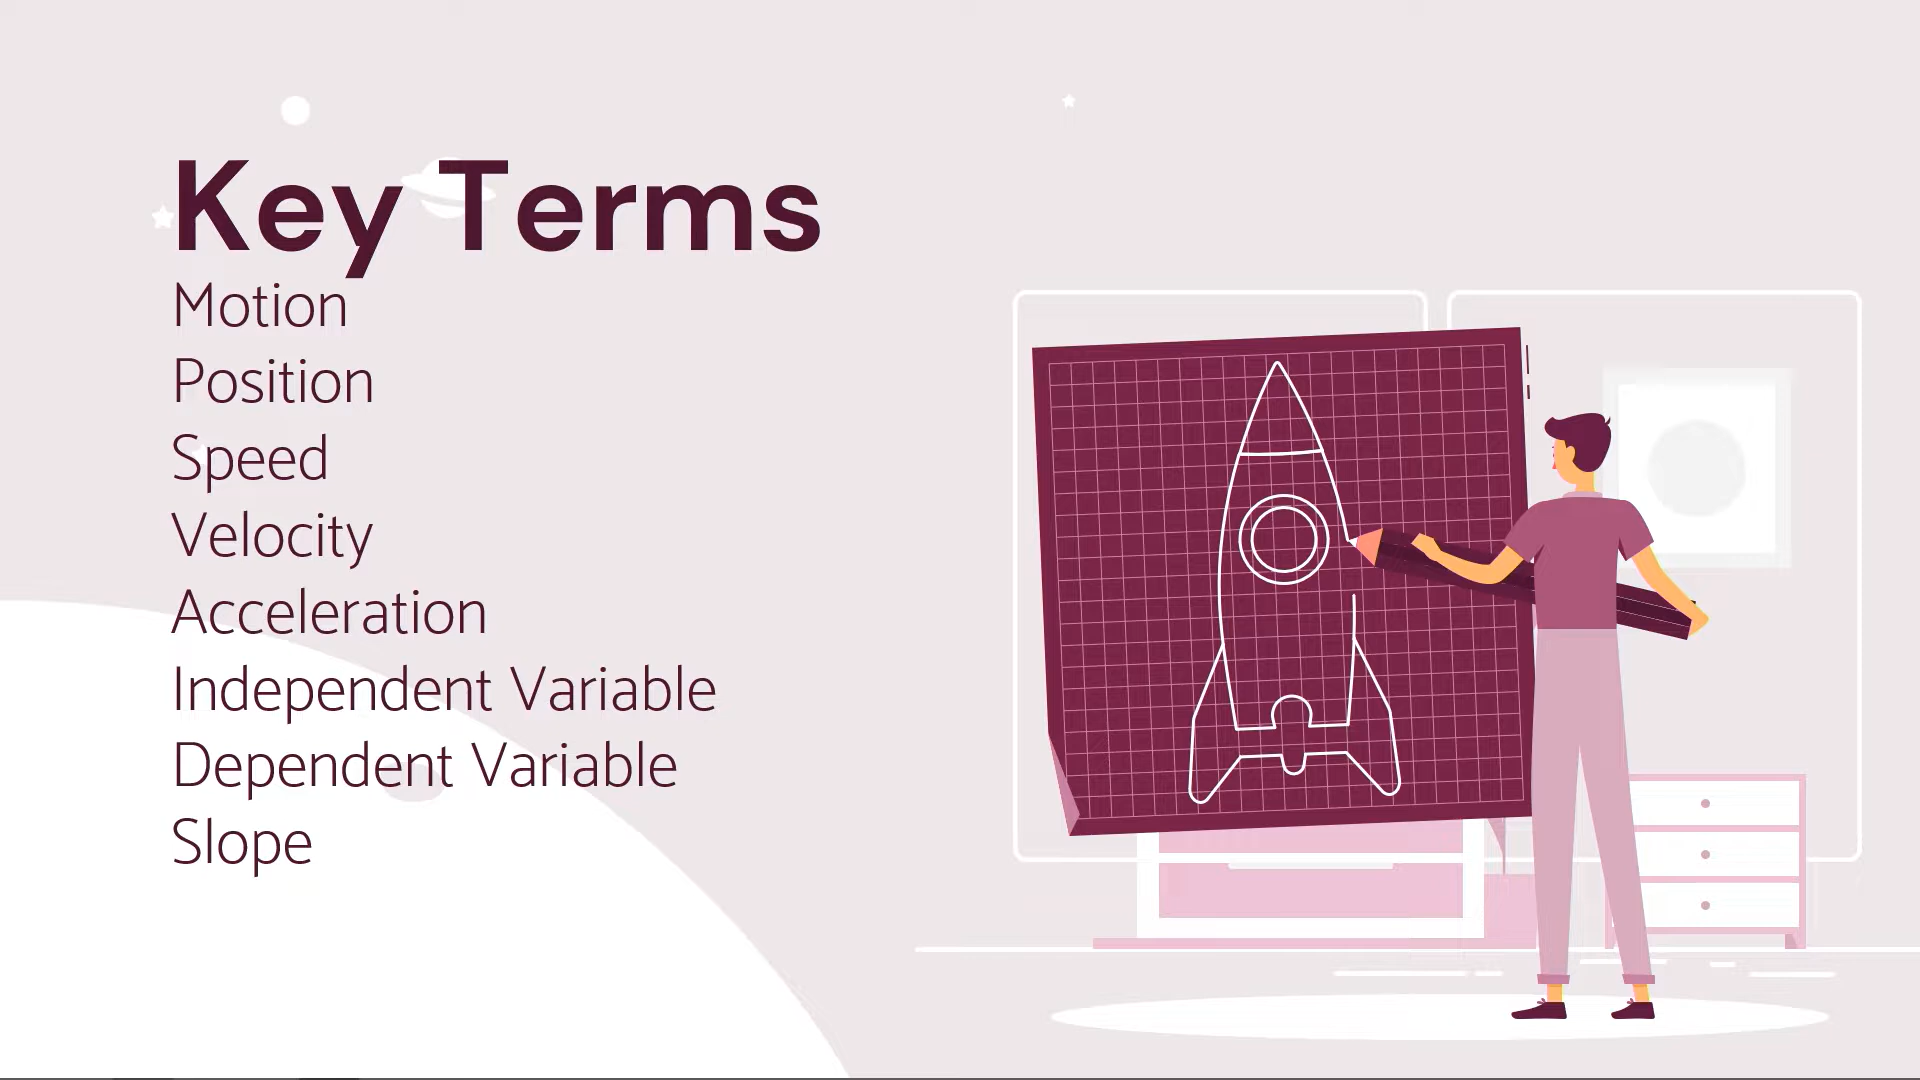 Key Terms
Motion
Position
Speed
Velocity
Acceleration
Independent Variable
Dependent Variable
Slope